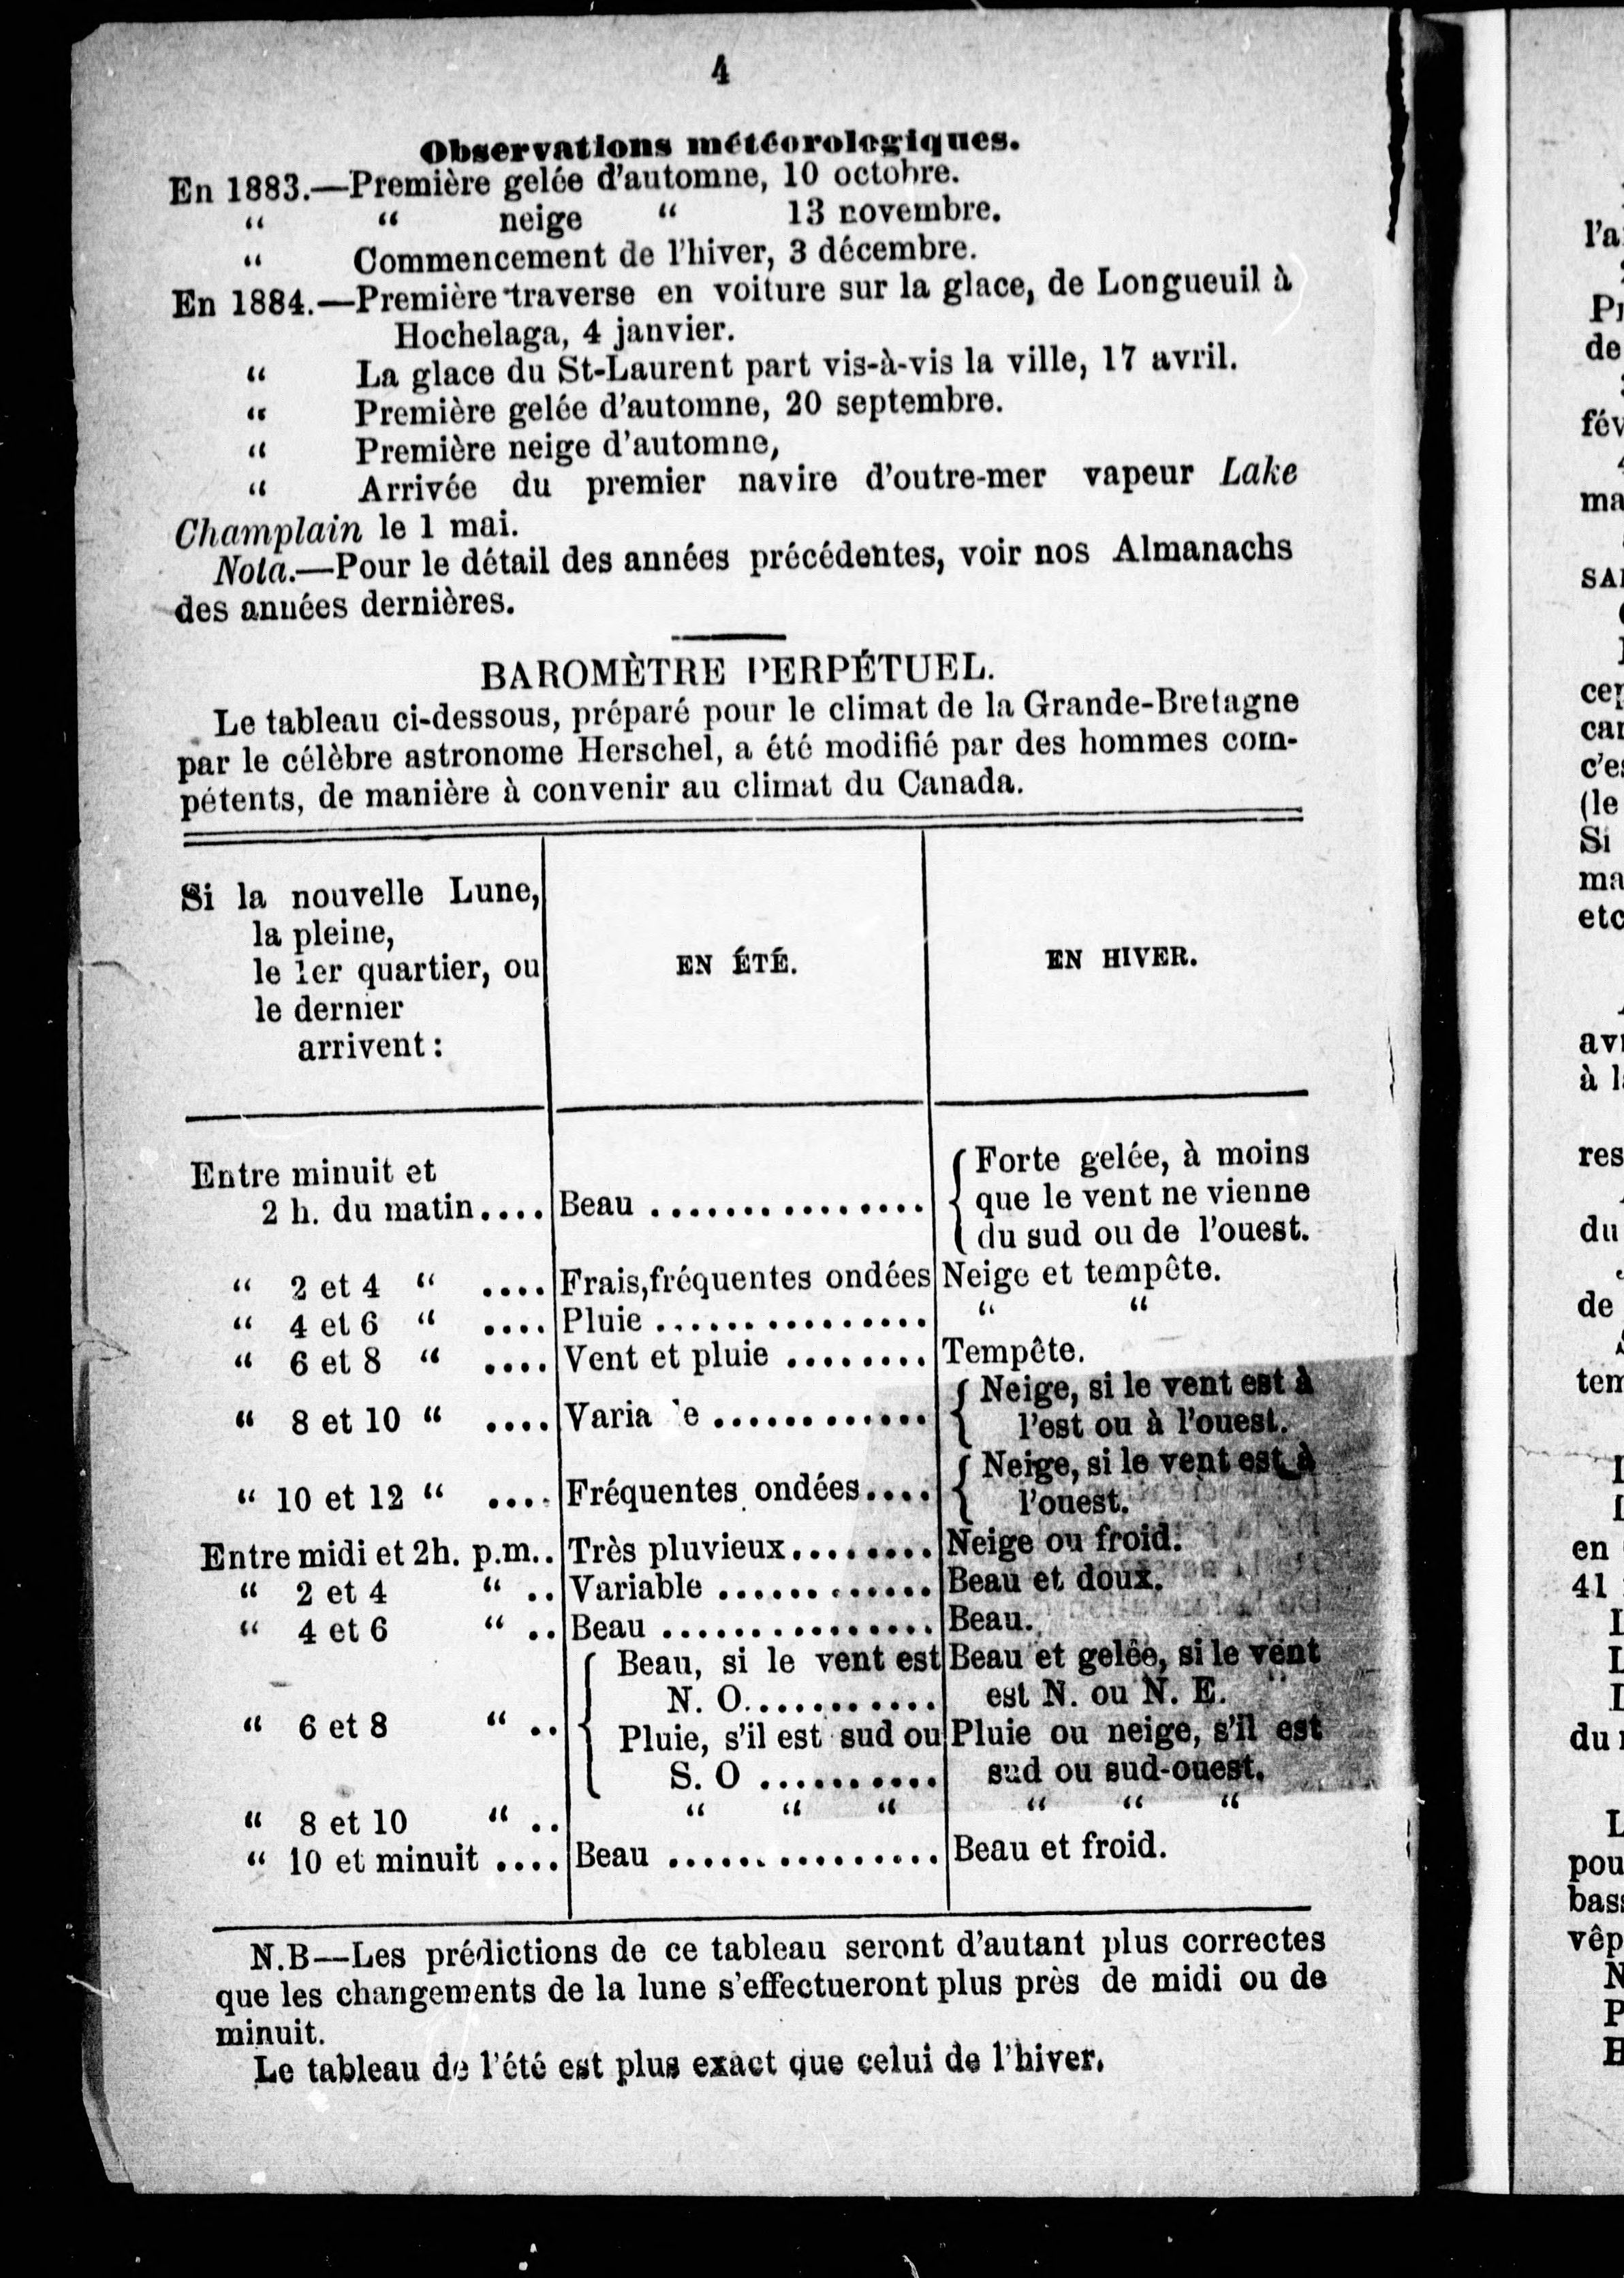 4
Observations météorologiques.
En 1883.—Première gelée d'automne, 10 octobre.
“ “ neige “ 13 novembre.
“ Commencement de l'hiver, 3 décembre.
En 1884.—Première traverse en voiture sur la glace, de Longueuil à
Hochelaga, 4 janvier.
“ La glace du St-Laurent part vis-à-vis la ville, 17 avril.
“ Première gelée d'automne, 20 septembre.
“ Première neige d'automne,
“ Arrivée du premier navire d'outre-mer vapeur Lake
Champlain le 1 mai.
Nota.—Pour le détail des années précédentes, voir nos Almanachs
des années dernières.
BAROMÈTRE PERPÉTUEL.
Le tableau ci-dessous, préparé pour le climat de la Grande-Bretagne
par le célèbre astronome Herschel, a été modifié par des hommes com-
pétents, de manière à convenir au climat du Canada.
Si la nouvelle Lune,
la pleine,
le 1er quartier, ou
le dernier
arrivent :
EN ÉTÉ.
EN HIVER.
Entre minuit et
2 h. du matin.... Beau ...............
Forte gelée, à moins
que le vent ne vienne
du sud ou de l'ouest.
“ 2 et 4 “ .... Frais,fréquentes ondées Neige et tempête.
“ 4 et 6 “ .... Pluie ............... “ “
“ 6 et 8 “ .... Vent et pluie ........ Tempête.
“ 8 et 10 “ .... Varia le ............ Neige, si le vent est à
l'est ou à l'ouest.
“ 10 et 12 “ .... Fréquentes ondées.... Neige, si le vent est à
l'ouest.
Entre midi et 2h. p.m.. Très pluvieux........ Neige ou froid.
“ 2 et 4 “ .. Variable ............ Beau et doux.
“ 4 et 6 “ .. Beau ............... Beau.
“ 6 et 8 “ ..
Beau, si le vent est
N. O...........
Pluie, s'il est sud ou
S. O ..........
Beau et gelée, si le vent
est N. ou N. E.
Pluie ou neige, s'il est
sud ou sud-ouest.
“ 8 et 10 “ .. “ “ “ “ “ “
“ 10 et minuit .... Beau ............... Beau et froid.
N.B—Les prédictions de ce tableau seront d'autant plus correctes
que les changements de la lune s'effectueront plus près de midi ou de
minuit.
Le tableau de l'été est plus exact que celui de l'hiver.